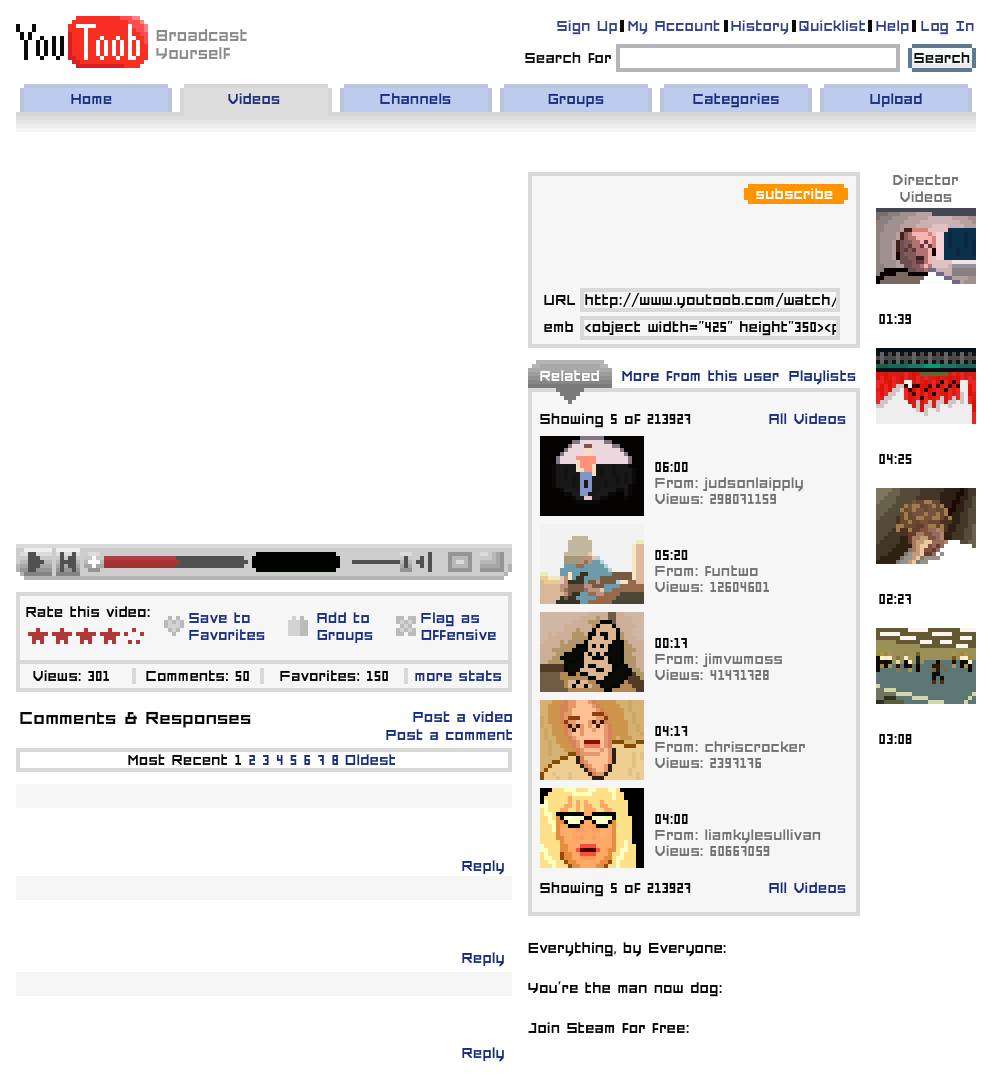 You Toob Broadcast
Yourself
Sign Up My Account History Quicklist Help Log In
Search for Search
Home Videos Channels Groups Categories Upload
subscribe
URL http://www.youtoob.com/watch/
emb <object width="425" height"350><p
Director
Videos
01:39
04:25
02:27
03:08
Related More from this user Playlists
Showing 5 of 213927 All Videos
06:00
From: judsonlaipply
Views: 298071159
05:20
From: funtwo
Views: 12604601
00:17
From: jimvwmoss
Views: 41471728
04:17
From: chriscrocker
Views: 2397176
04:00
From: liamkylesullivan
Views: 60667059
Showing 5 of 213927 All Videos
Rate this video:
Save to
Favorites
Add to
Groups
Flag as
Offensive
Views: 301 Comments: 50 Favorites: 150 more stats
Comments & Responses
Post a video
Post a comment
Most Recent 1 2 3 4 5 6 7 8 Oldest
Reply
Reply
Reply
Everything, by Everyone:
You're the man now dog:
Join Steam for free: